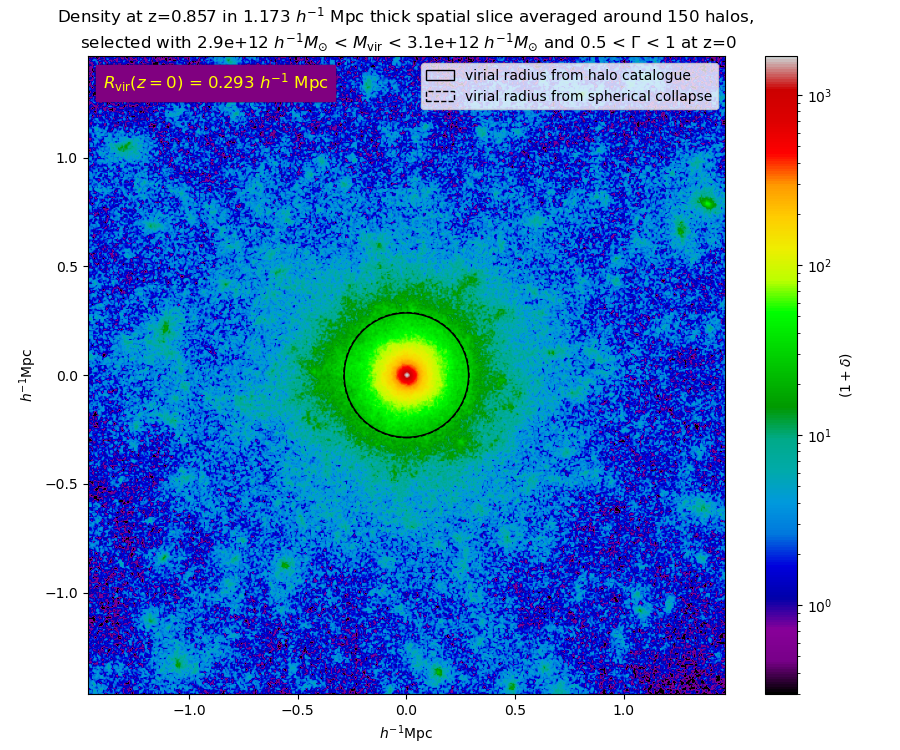 Density at z=0.857 in 1.173 h⁻¹ Mpc thick spatial slice averaged around 150 halos,
selected with 2.9e+12 h⁻¹M⊙ < Mvir < 3.1e+12 h⁻¹M⊙ and 0.5 < Γ < 1 at z=0
Rvir(z = 0) = 0.293 h⁻¹ Mpc
virial radius from halo catalogue
virial radius from spherical collapse
1.0
0.5
0.0
−0.5
−1.0
h⁻¹Mpc
−1.0 −0.5 0.0 0.5 1.0
h⁻¹Mpc
10³
10²
10¹
10⁰
(1 + δ)